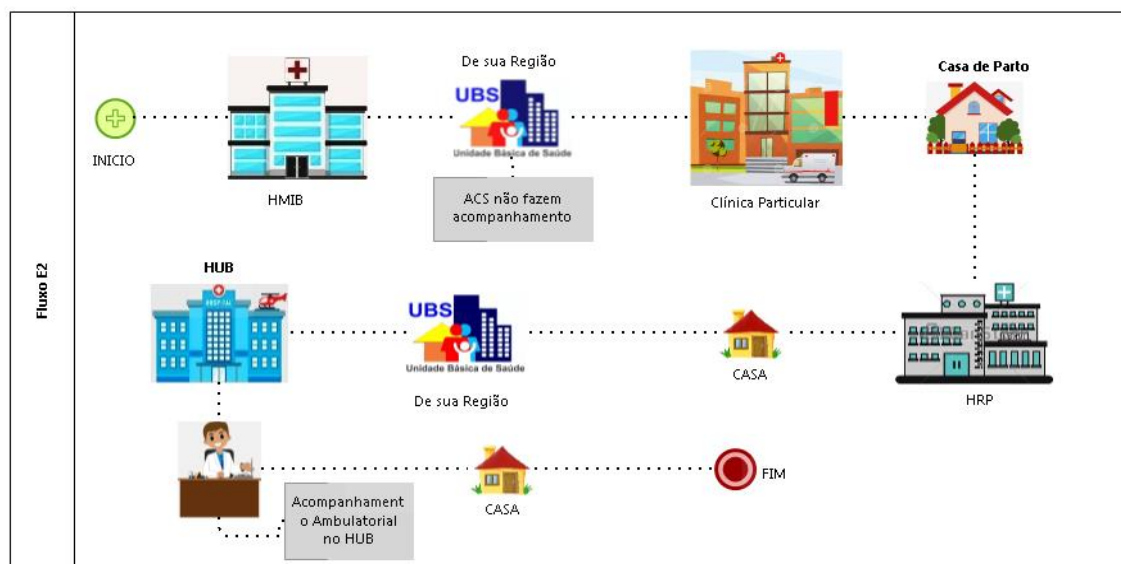 Fluxo E2
INICIO
HMIB
De sua Região
UBS
Unidade Básica de Saúde
ACS não fazem
acompanhamento
Clínica Particular
Casa de Parto
HUB
HOSPITAL
UBS
Unidade Básica de Saúde
De sua Região
CASA
HRP
Acompanhament
o Ambulatorial
no HUB
CASA
FIM